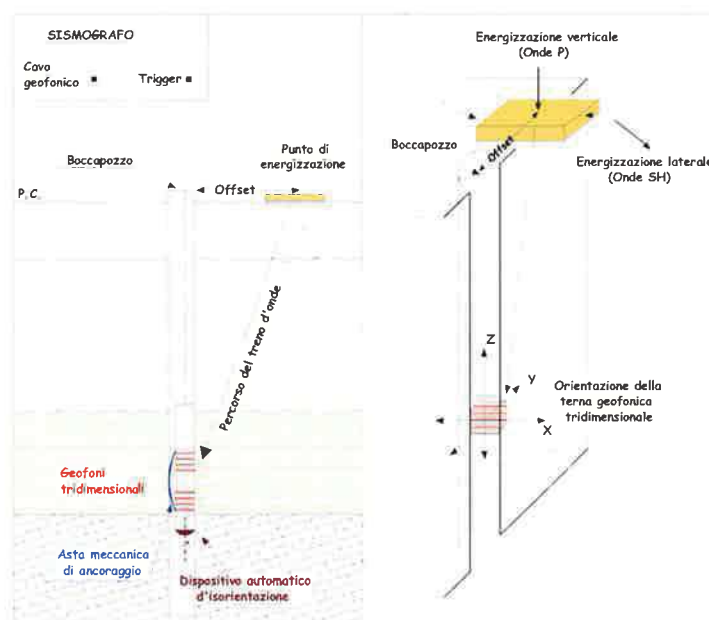 SISMOGRAFO
Cavo
geofonico
Trigger
Boccapozzo
Punto di
energizzazione
Offset
P.C.
Percorso del treno d'onde
Geofoni
tridimensionali
Asta meccanica
di ancoraggio
Dispositivo automatico
d'isorientazione
Energizzazione verticale
(Onde P)
Boccapozzo
Offset
Energizzazione laterale
(Onde SH)
Z
Y
X
Orientazione della
terna geofonica
tridimensionale